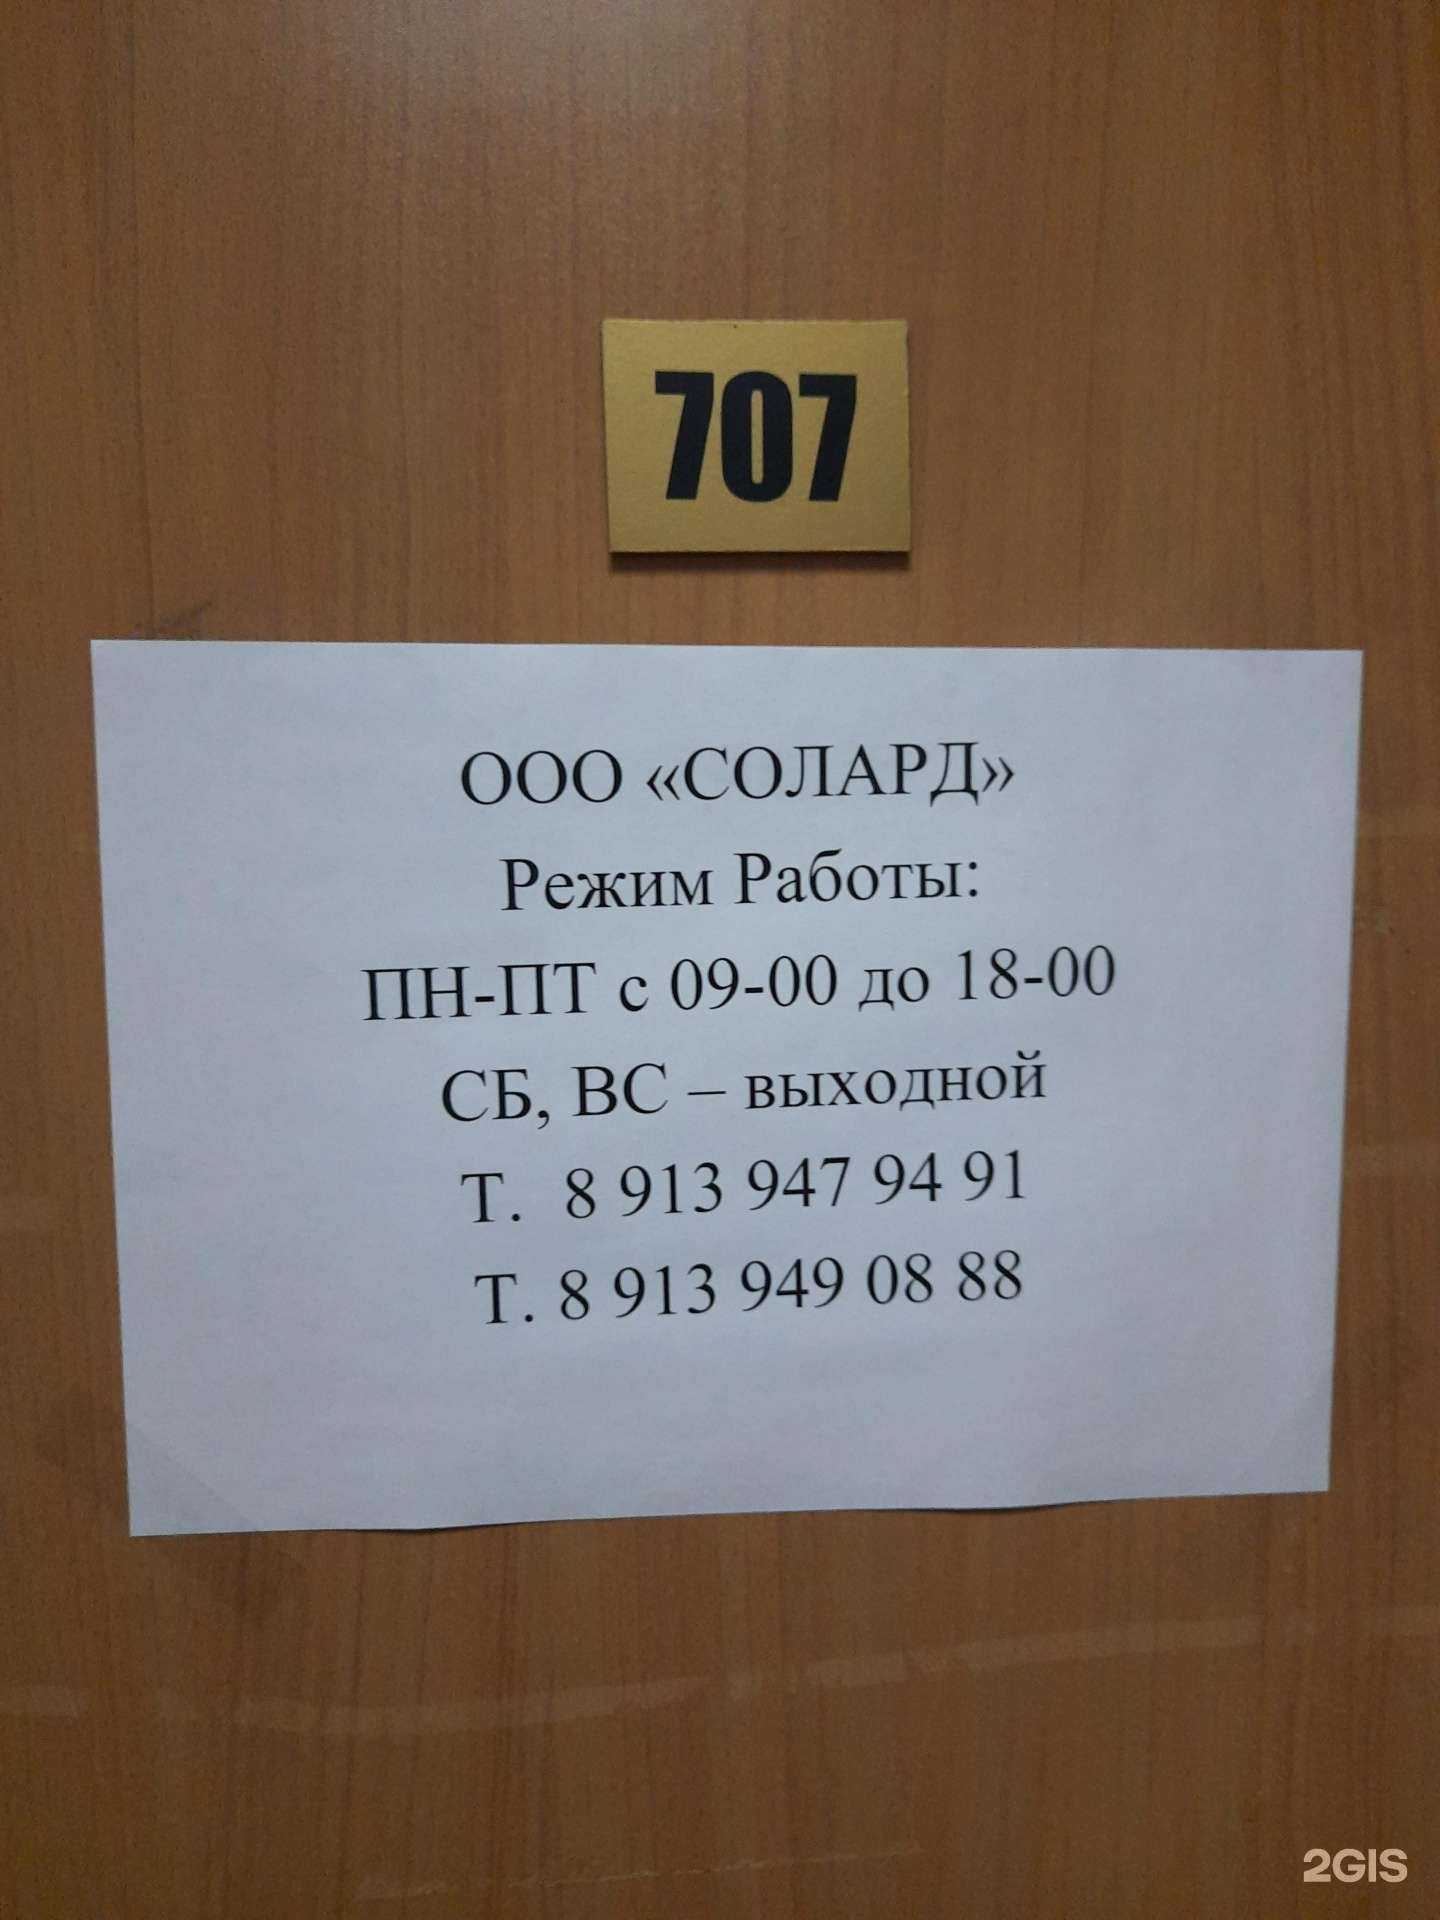 707
ООО «СОЛАРД»
Режим Работы:
ПН-ПТ с 09-00 до 18-00
СБ, ВС – выходной
Т.  8 913 947 94 91
Т. 8 913 949 08 88
2GIS